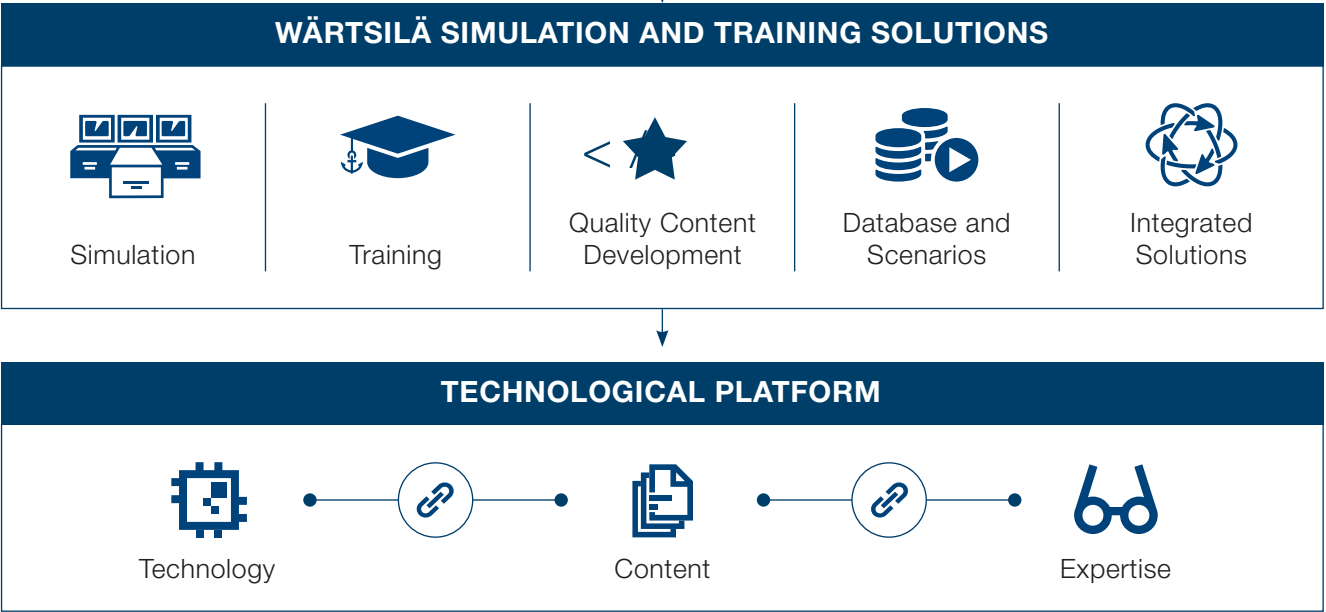 WÄRTSILÄ SIMULATION AND TRAINING SOLUTIONS
Simulation
Training
Quality Content
Development
Database and
Scenarios
Integrated
Solutions
TECHNOLOGICAL PLATFORM
Technology
Content
Expertise